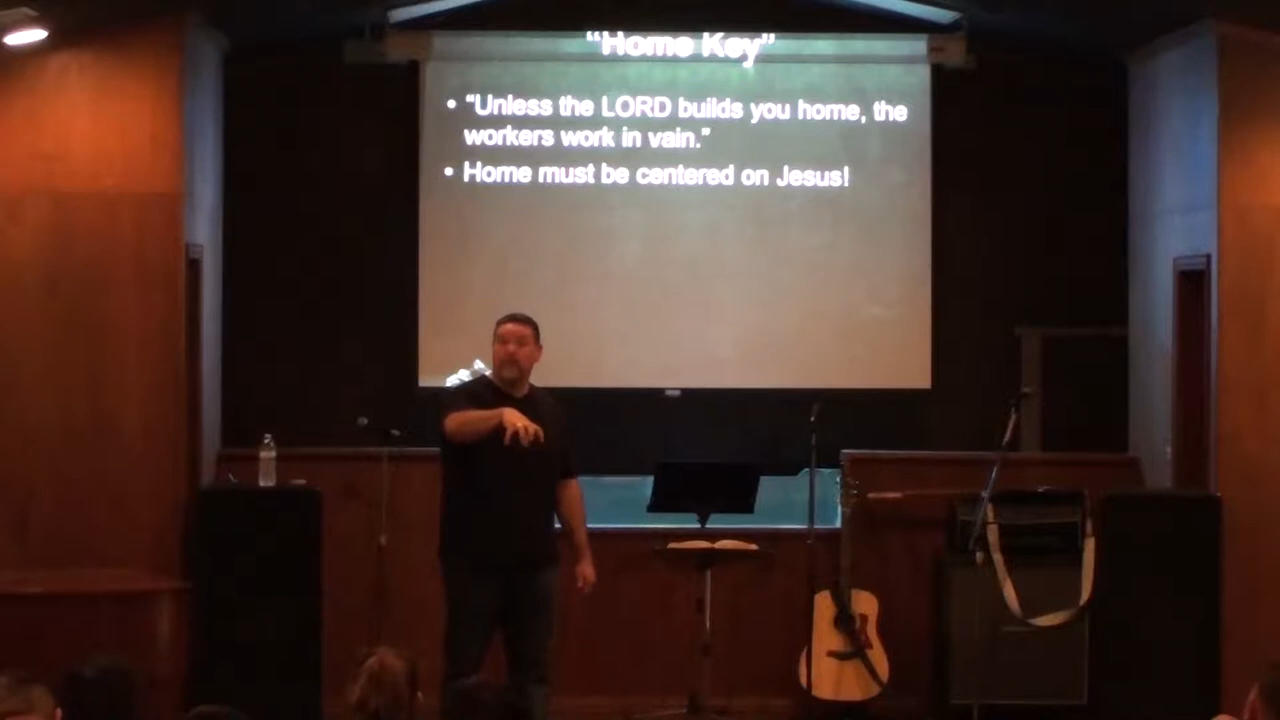 “Home Key”
• “Unless the LORD builds you home, the
workers work in vain.”
• Home must be centered on Jesus!